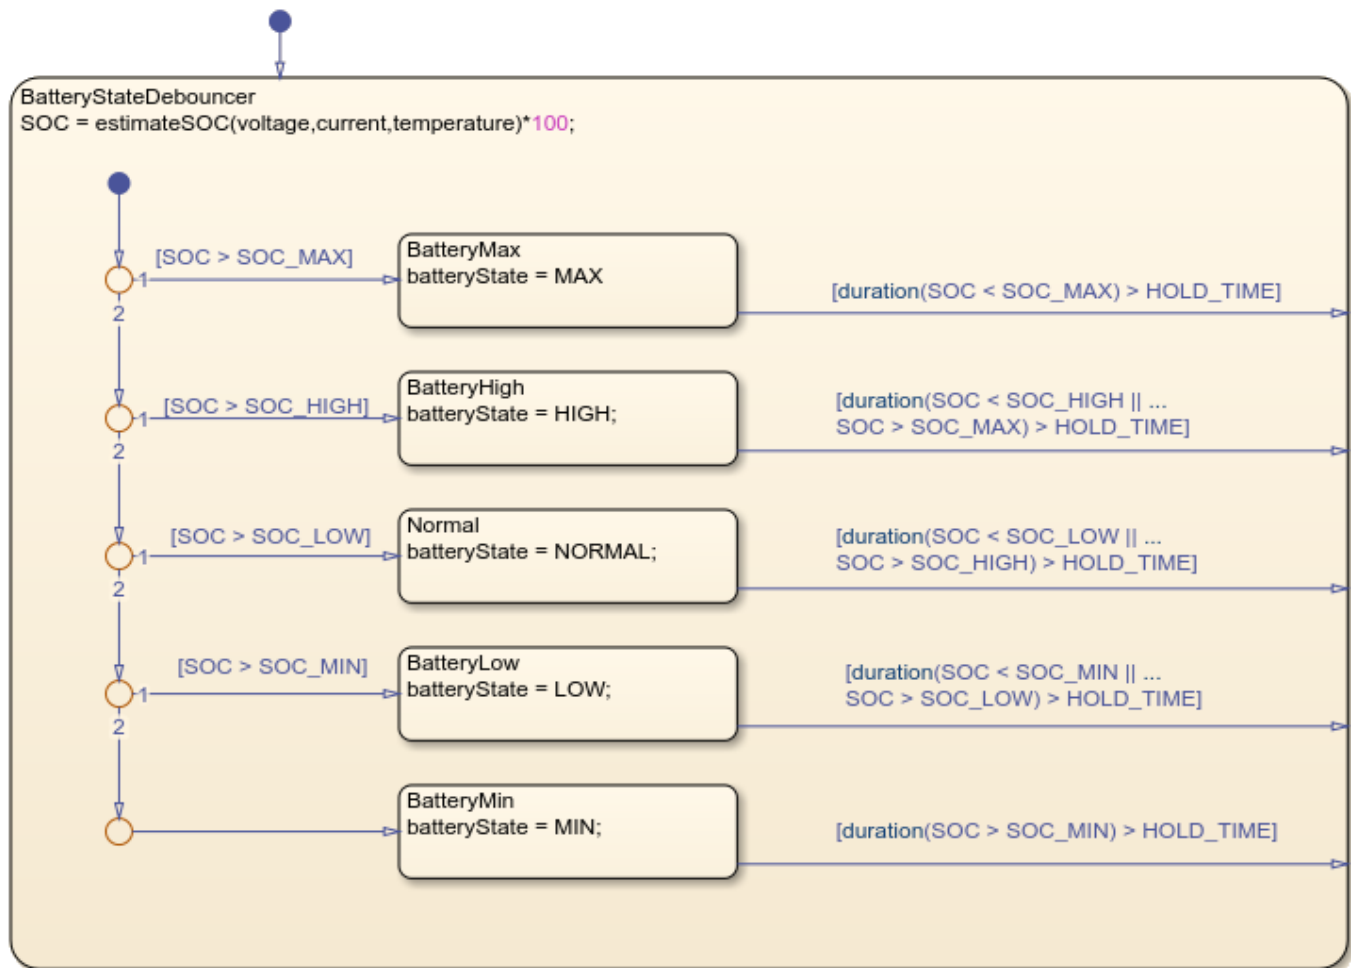 BatteryStateDebouncer
SOC = estimateSOC(voltage,current,temperature)*100;
[SOC > SOC_MAX]
1
2
BatteryMax
batteryState = MAX
[duration(SOC < SOC_MAX) > HOLD_TIME]
[SOC > SOC_HIGH]
1
2
BatteryHigh
batteryState = HIGH;
[duration(SOC < SOC_HIGH || ...
SOC > SOC_MAX) > HOLD_TIME]
[SOC > SOC_LOW]
1
2
Normal
batteryState = NORMAL;
[duration(SOC < SOC_LOW || ...
SOC > SOC_HIGH) > HOLD_TIME]
[SOC > SOC_MIN]
1
2
BatteryLow
batteryState = LOW;
[duration(SOC < SOC_MIN || ...
SOC > SOC_LOW) > HOLD_TIME]
BatteryMin
batteryState = MIN;
[duration(SOC > SOC_MIN) > HOLD_TIME]